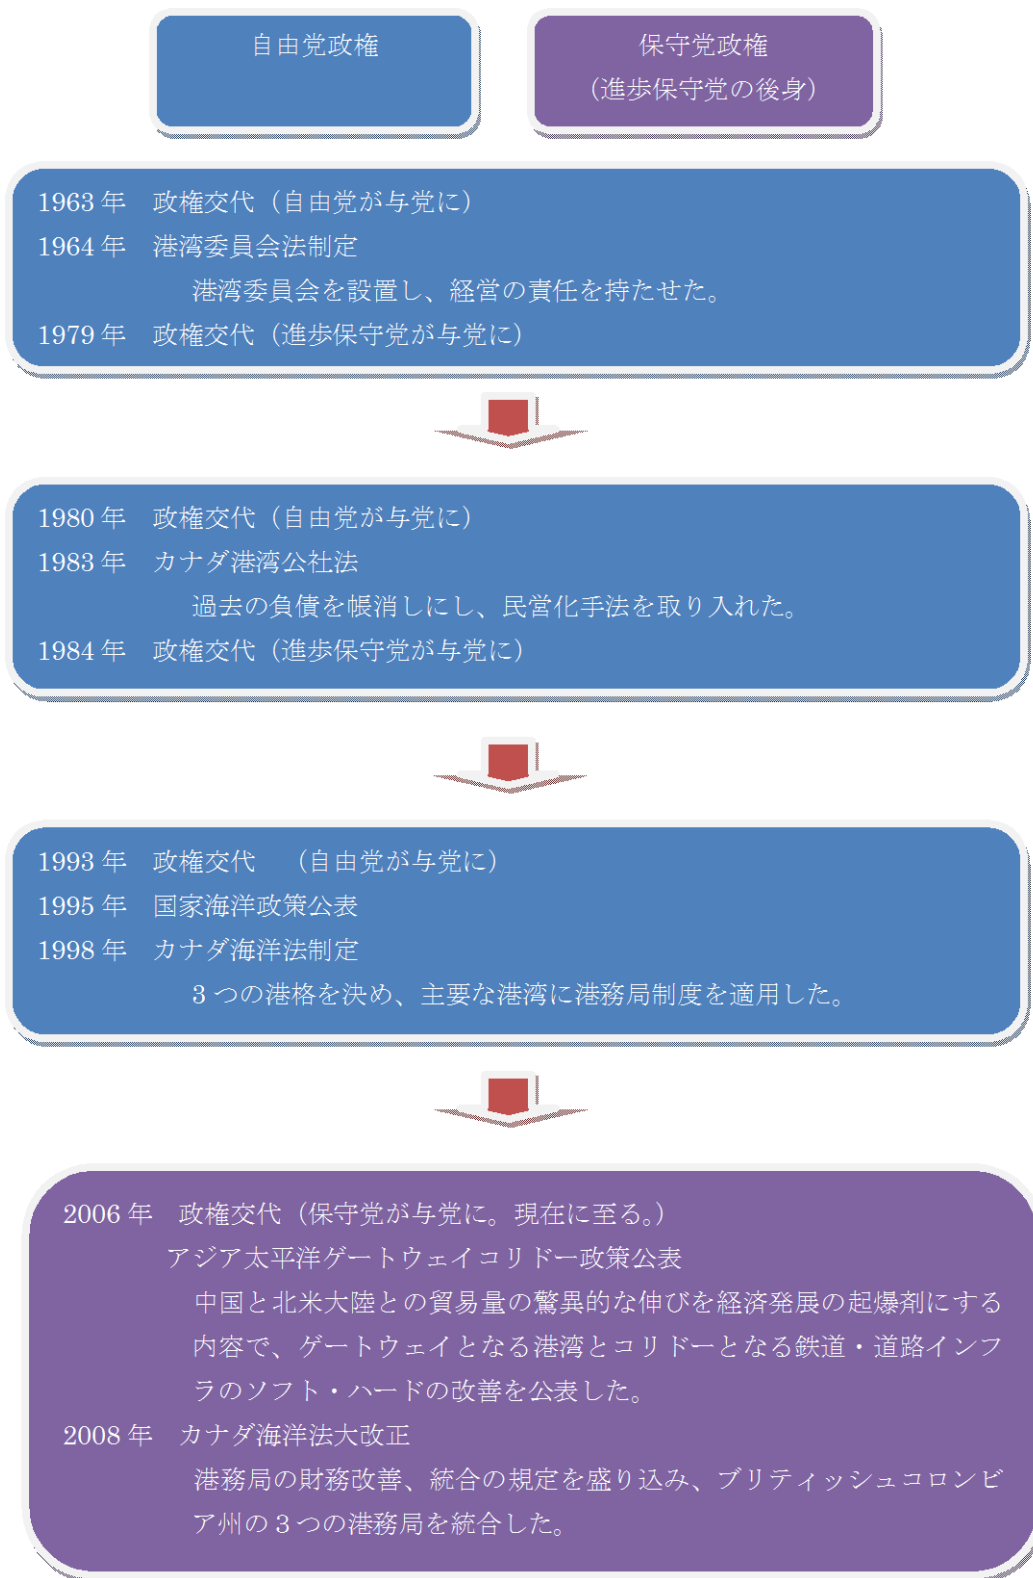 自由党政権
保守党政権
（進歩保守党の後身）
1963 年　政権交代（自由党が与党に）
1964 年　港湾委員会法制定
港湾委員会を設置し、経営の責任を持たせた。
1979 年　政権交代（進歩保守党が与党に）
1980 年　政権交代（自由党が与党に）
1983 年　カナダ港湾公社法
過去の負債を帳消しにし、民営化手法を取り入れた。
1984 年　政権交代（進歩保守党が与党に）
1993 年　政権交代　（自由党が与党に）
1995 年　国家海洋政策公表
1998 年　カナダ海洋法制定
3 つの港格を決め、主要な港湾に港務局制度を適用した。
2006 年　政権交代（保守党が与党に。現在に至る。）
アジア太平洋ゲートウェイコリドー政策公表
中国と北米大陸との貿易量の驚異的な伸びを経済発展の起爆剤にする
内容で、ゲートウェイとなる港湾とコリドーとなる鉄道・道路インフ
ラのソフト・ハードの改善を公表した。
2008 年　カナダ海洋法大改正
港務局の財務改善、統合の規定を盛り込み、ブリティッシュコロンビ
ア州の３つの港務局を統合した。